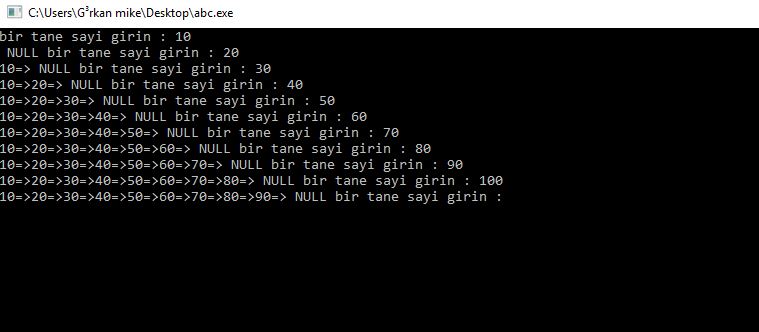 C:\Users\G³rkan mike\Desktop\abc.exe
bir tane sayi girin : 10
NULL bir tane sayi girin : 20
10=> NULL bir tane sayi girin : 30
10=>20=> NULL bir tane sayi girin : 40
10=>20=>30=> NULL bir tane sayi girin : 50
10=>20=>30=>40=> NULL bir tane sayi girin : 60
10=>20=>30=>40=>50=> NULL bir tane sayi girin : 70
10=>20=>30=>40=>50=>60=> NULL bir tane sayi girin : 80
10=>20=>30=>40=>50=>60=>70=> NULL bir tane sayi girin : 90
10=>20=>30=>40=>50=>60=>70=>80=> NULL bir tane sayi girin : 100
10=>20=>30=>40=>50=>60=>70=>80=>90=> NULL bir tane sayi girin :